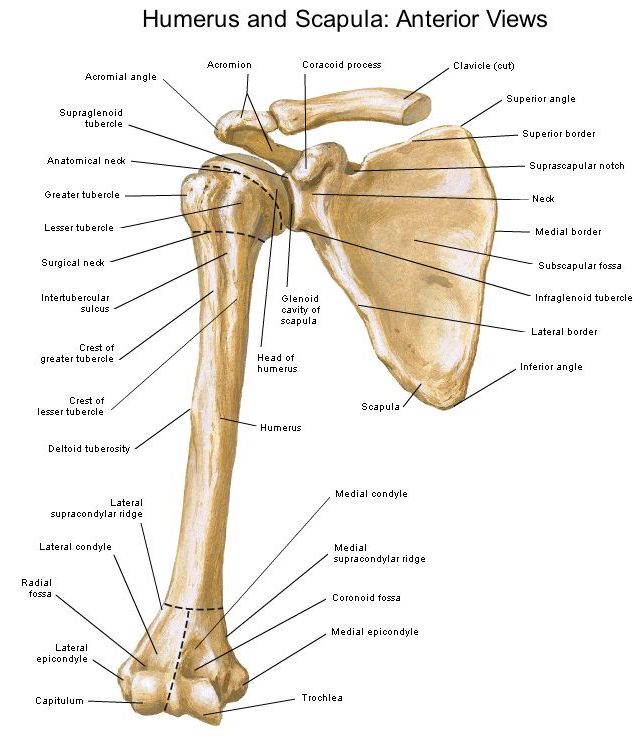 Humerus and Scapula: Anterior Views
Acromial angle
Acromion
Coracoid process
Clavicle (cut)
Supraglenoid
tubercle
Superior angle
Superior border
Anatomical neck
Suprascapular notch
Greater tubercle
Neck
Lesser tubercle
Medial border
Surgical neck
Subscapular fossa
Intertubercular
sulcus
Glenoid
cavity of
scapula
Infraglenoid tubercle
Lateral border
Crest of
greater tubercle
Head of
humerus
Inferior angle
Crest of
lesser tubercle
Scapula
Humerus
Deltoid tuberosity
Lateral
supracondylar ridge
Medial condyle
Lateral condyle
Medial
supracondylar ridge
Radial
fossa
Coronoid fossa
Lateral
epicondyle
Medial epicondyle
Capitulum
Trochlea